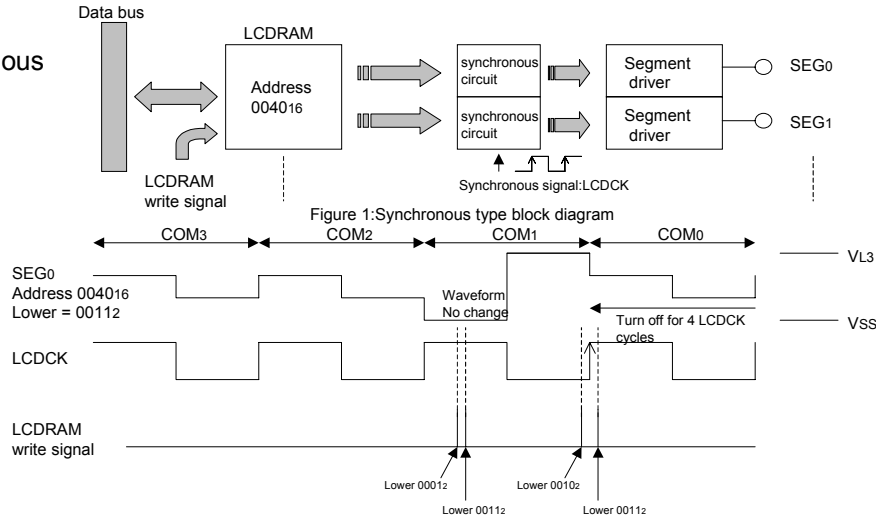 Data bus
ous
LCDRAM
Address
004016
synchronous
circuit
Segment
driver
SEG0
synchronous
circuit
Segment
driver
SEG1
LCDRAM
write signal
Synchronous signal:LCDCK
Figure 1:Synchronous type block diagram
COM3
COM2
COM1
COM0
VL3
SEG0
Address 004016
Lower = 00112
Waveform
No change
Turn off for 4 LCDCK
cycles
VSS
LCDCK
LCDRAM
write signal
Lower 00012
Lower 00102
Lower 00112
Lower 00112